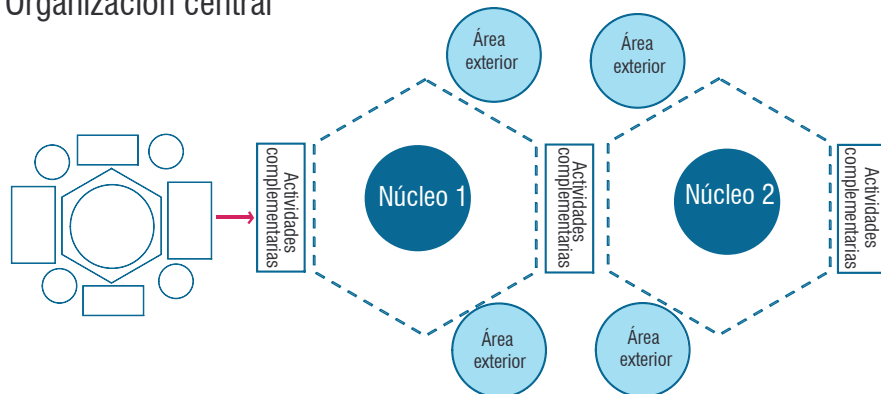 Organización central
Área
exterior
Área
exterior
Actividades
complementarias
Núcleo 1
Actividades
complementarias
Núcleo 2
Actividades
complementarias
Área
exterior
Área
exterior